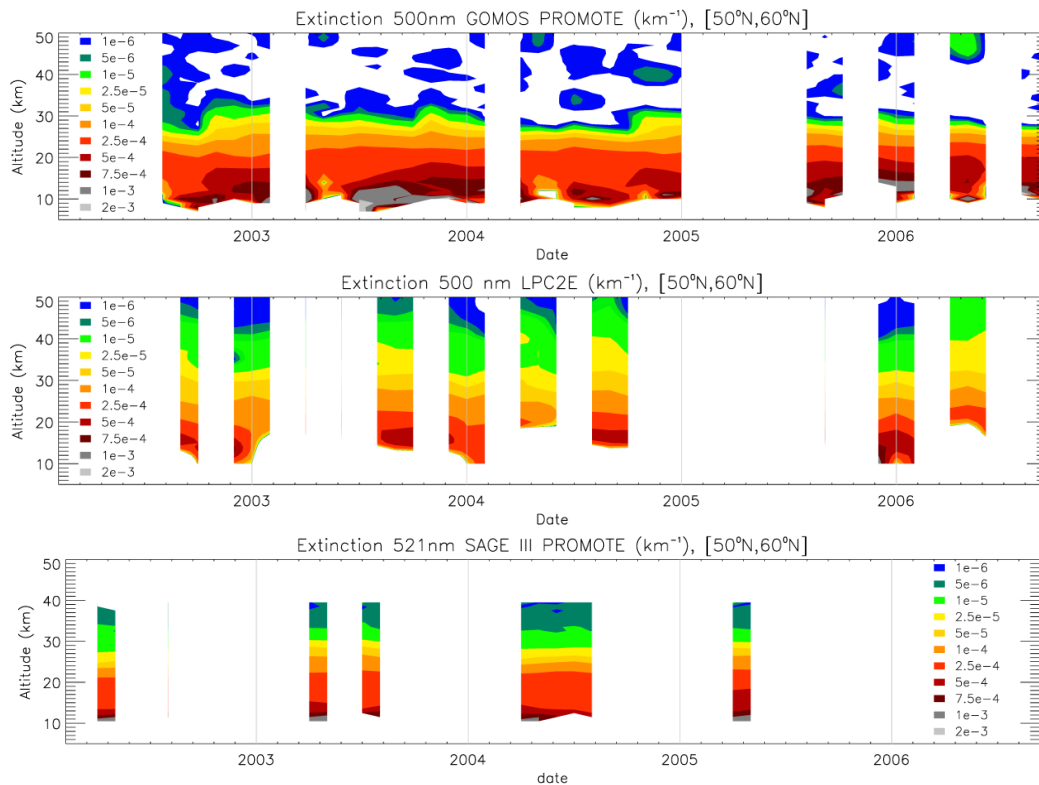 Extinction 500nm GOMOS PROMOTE (km⁻¹), [50°N,60°N]
50
40
30
20
10
Altitude (km)
1e-6
5e-6
1e-5
2.5e-5
5e-5
1e-4
2.5e-4
5e-4
7.5e-4
1e-3
2e-3
2003 2004 2005 2006
Date
Extinction 500 nm LPC2E (km⁻¹), [50°N,60°N]
50
40
30
20
10
Altitude (km)
1e-6
5e-6
1e-5
2.5e-5
5e-5
1e-4
2.5e-4
5e-4
7.5e-4
1e-3
2e-3
2003 2004 2005 2006
Date
Extinction 521nm SAGE III PROMOTE (km⁻¹), [50°N,60°N]
50
40
30
20
10
Altitude (km)
1e-6
5e-6
1e-5
2.5e-5
5e-5
1e-4
2.5e-4
5e-4
7.5e-4
1e-3
2e-3
2003 2004 2005 2006
date